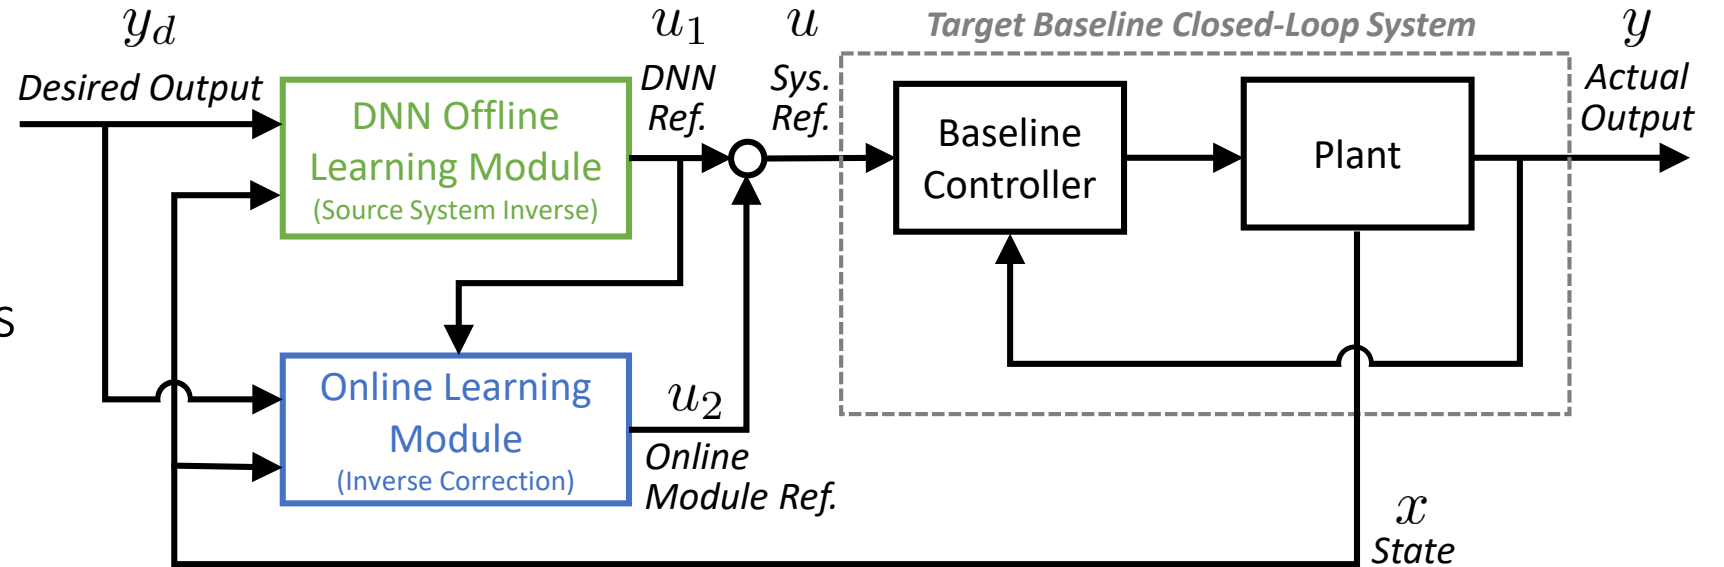 y_d
Desired Output
DNN Offline
Learning Module
(Source System Inverse)
u_1
DNN
Ref.
u
Sys.
Ref.
Target Baseline Closed-Loop System
Baseline
Controller
Plant
y
Actual
Output
s
Online Learning
Module
(Inverse Correction)
u_2
Online
Module Ref.
x
State